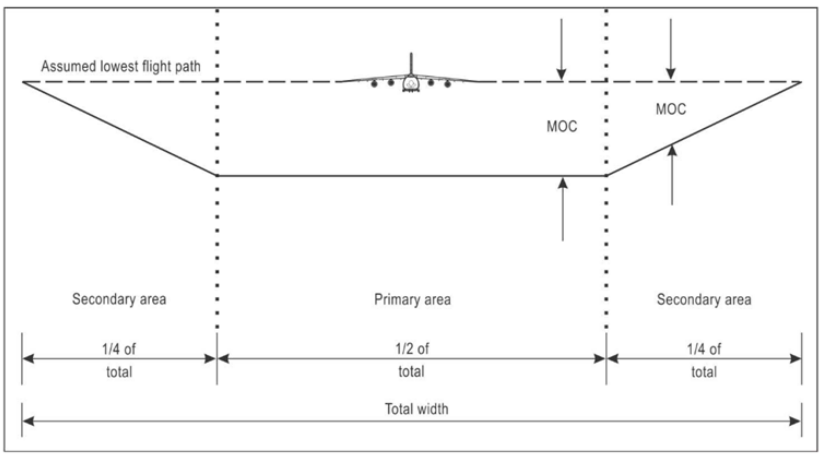 Assumed lowest flight path
MOC
MOC
Secondary area
Primary area
Secondary area
1/4 of
total
1/2 of
total
1/4 of
total
Total width